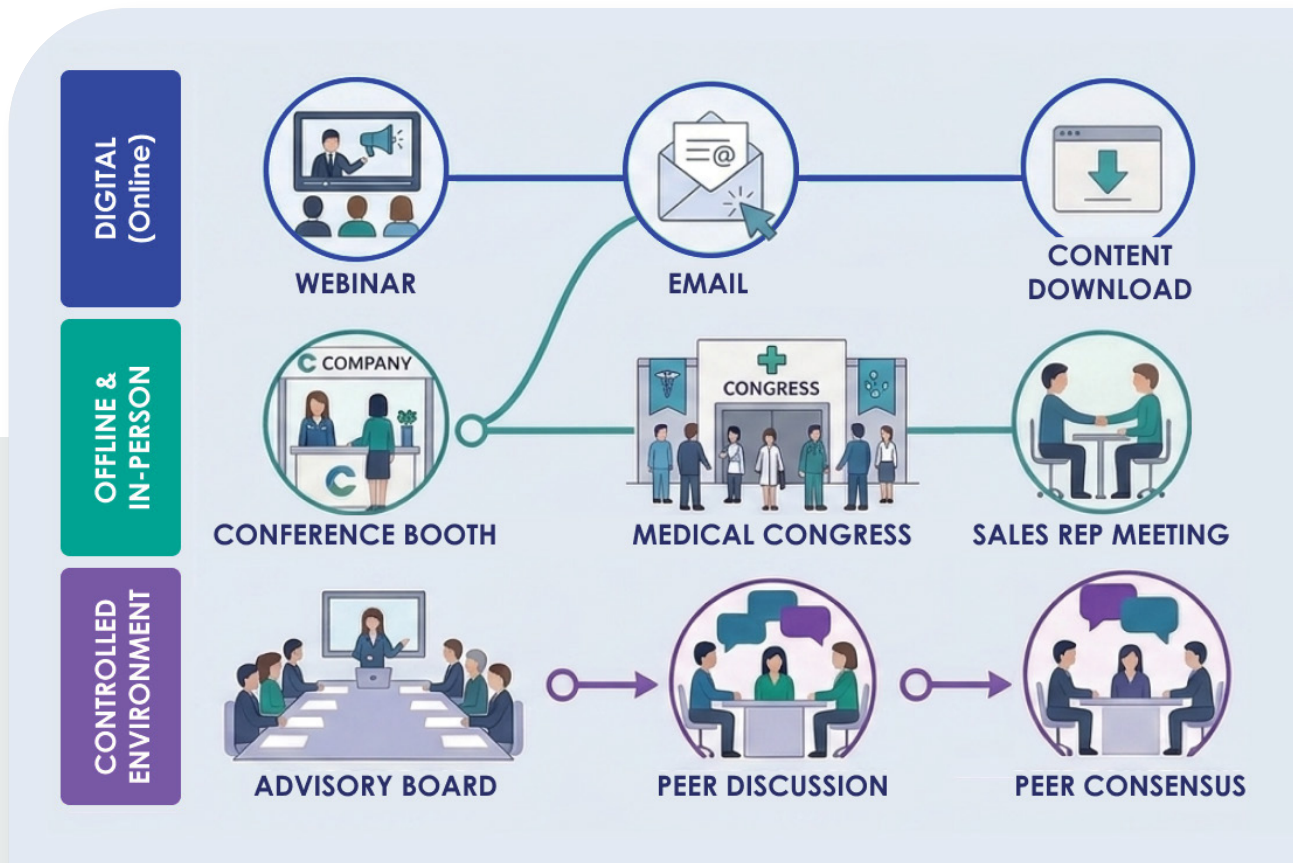 DIGITAL
(Online)
WEBINAR
@
EMAIL
CONTENT
DOWNLOAD
OFFLINE &
IN-PERSON
C COMPANY
C
CONFERENCE BOOTH
CONGRESS
MEDICAL CONGRESS
SALES REP MEETING
CONTROLLED
ENVIRONMENT
ADVISORY BOARD
PEER DISCUSSION
PEER CONSENSUS